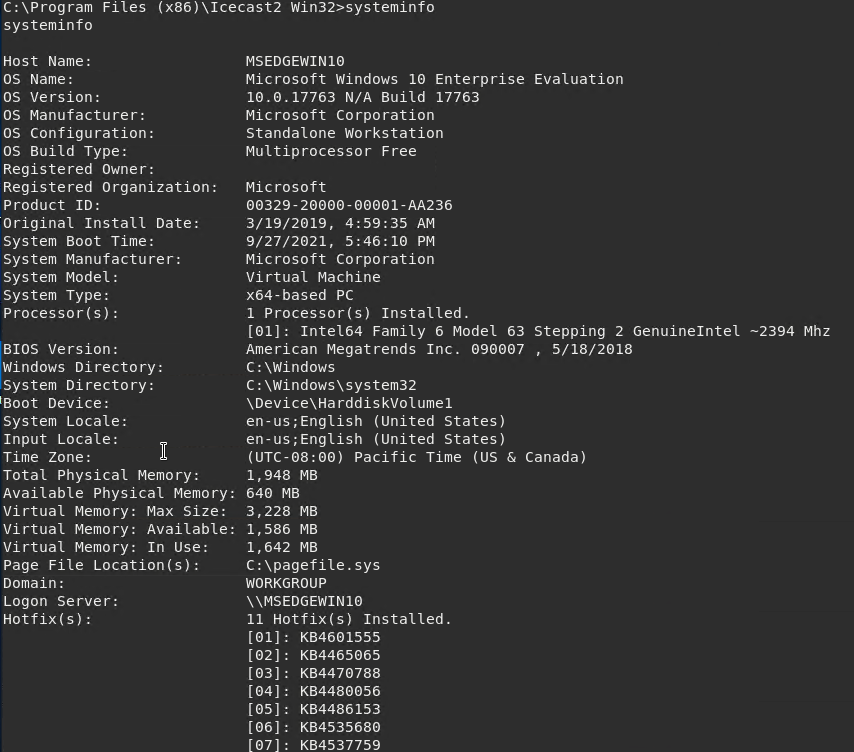 C:\Program Files (x86)\Icecast2 Win32>systeminfo
systeminfo
Host Name:                 MSEDGEWIN10
OS Name:                   Microsoft Windows 10 Enterprise Evaluation
OS Version:                10.0.17763 N/A Build 17763
OS Manufacturer:           Microsoft Corporation
OS Configuration:          Standalone Workstation
OS Build Type:             Multiprocessor Free
Registered Owner:
Registered Organization:   Microsoft
Product ID:                00329-20000-00001-AA236
Original Install Date:     3/19/2019, 4:59:35 AM
System Boot Time:          9/27/2021, 5:46:10 PM
System Manufacturer:       Microsoft Corporation
System Model:              Virtual Machine
System Type:               x64-based PC
Processor(s):              1 Processor(s) Installed.
                           [01]: Intel64 Family 6 Model 63 Stepping 2 GenuineIntel ~2394 Mhz
BIOS Version:              American Megatrends Inc. 090007 , 5/18/2018
Windows Directory:         C:\Windows
System Directory:          C:\Windows\system32
Boot Device:               \Device\HarddiskVolume1
System Locale:             en-us;English (United States)
Input Locale:              en-us;English (United States)
Time Zone:                 (UTC-08:00) Pacific Time (US & Canada)
Total Physical Memory:     1,948 MB
Available Physical Memory: 640 MB
Virtual Memory: Max Size:  3,228 MB
Virtual Memory: Available: 1,586 MB
Virtual Memory: In Use:    1,642 MB
Page File Location(s):     C:\pagefile.sys
Domain:                    WORKGROUP
Logon Server:              \\MSEDGEWIN10
Hotfix(s):                 11 Hotfix(s) Installed.
                           [01]: KB4601555
                           [02]: KB4465065
                           [03]: KB4470788
                           [04]: KB4480056
                           [05]: KB4486153
                           [06]: KB4535680
                           [07]: KB4537759